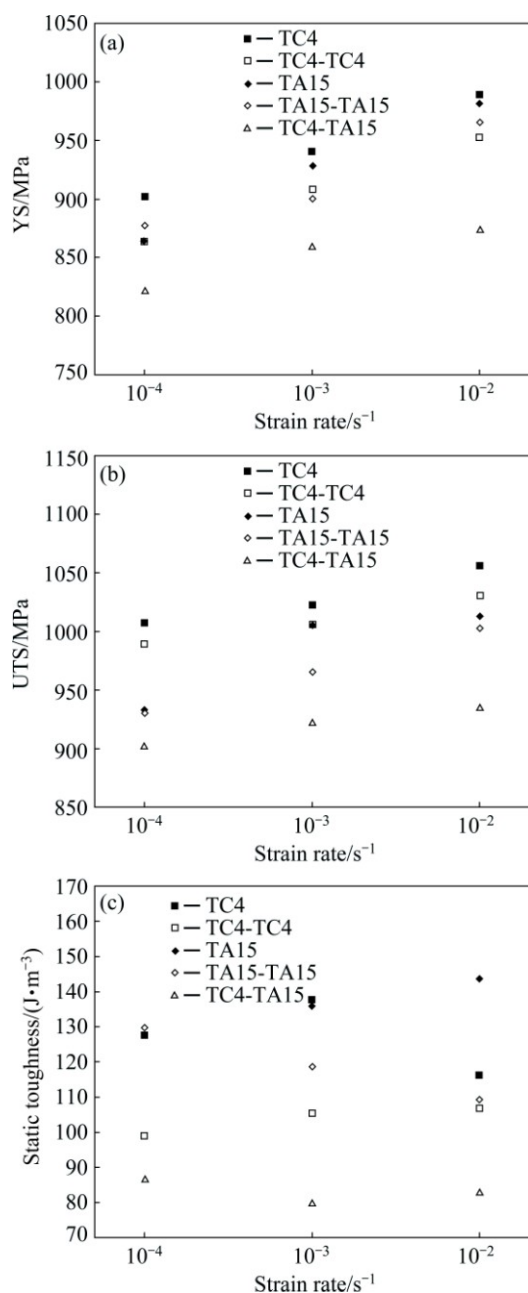 (a)
1050
1000
950
900
850
800
750
YS/MPa
■ — TC4
□ — TC4-TC4
◆ — TA15
◇ — TA15-TA15
△ — TC4-TA15
10⁻⁴ 10⁻³ 10⁻²
Strain rate/s⁻¹
(b)
1150
1100
1050
1000
950
900
850
UTS/MPa
■ — TC4
□ — TC4-TC4
◆ — TA15
◇ — TA15-TA15
△ — TC4-TA15
10⁻⁴ 10⁻³ 10⁻²
Strain rate/s⁻¹
(c)
170
160
150
140
130
120
110
100
90
80
70
Static toughness/(J•m⁻³)
■ — TC4
□ — TC4-TC4
◆ — TA15
◇ — TA15-TA15
△ — TC4-TA15
10⁻⁴ 10⁻³ 10⁻²
Strain rate/s⁻¹